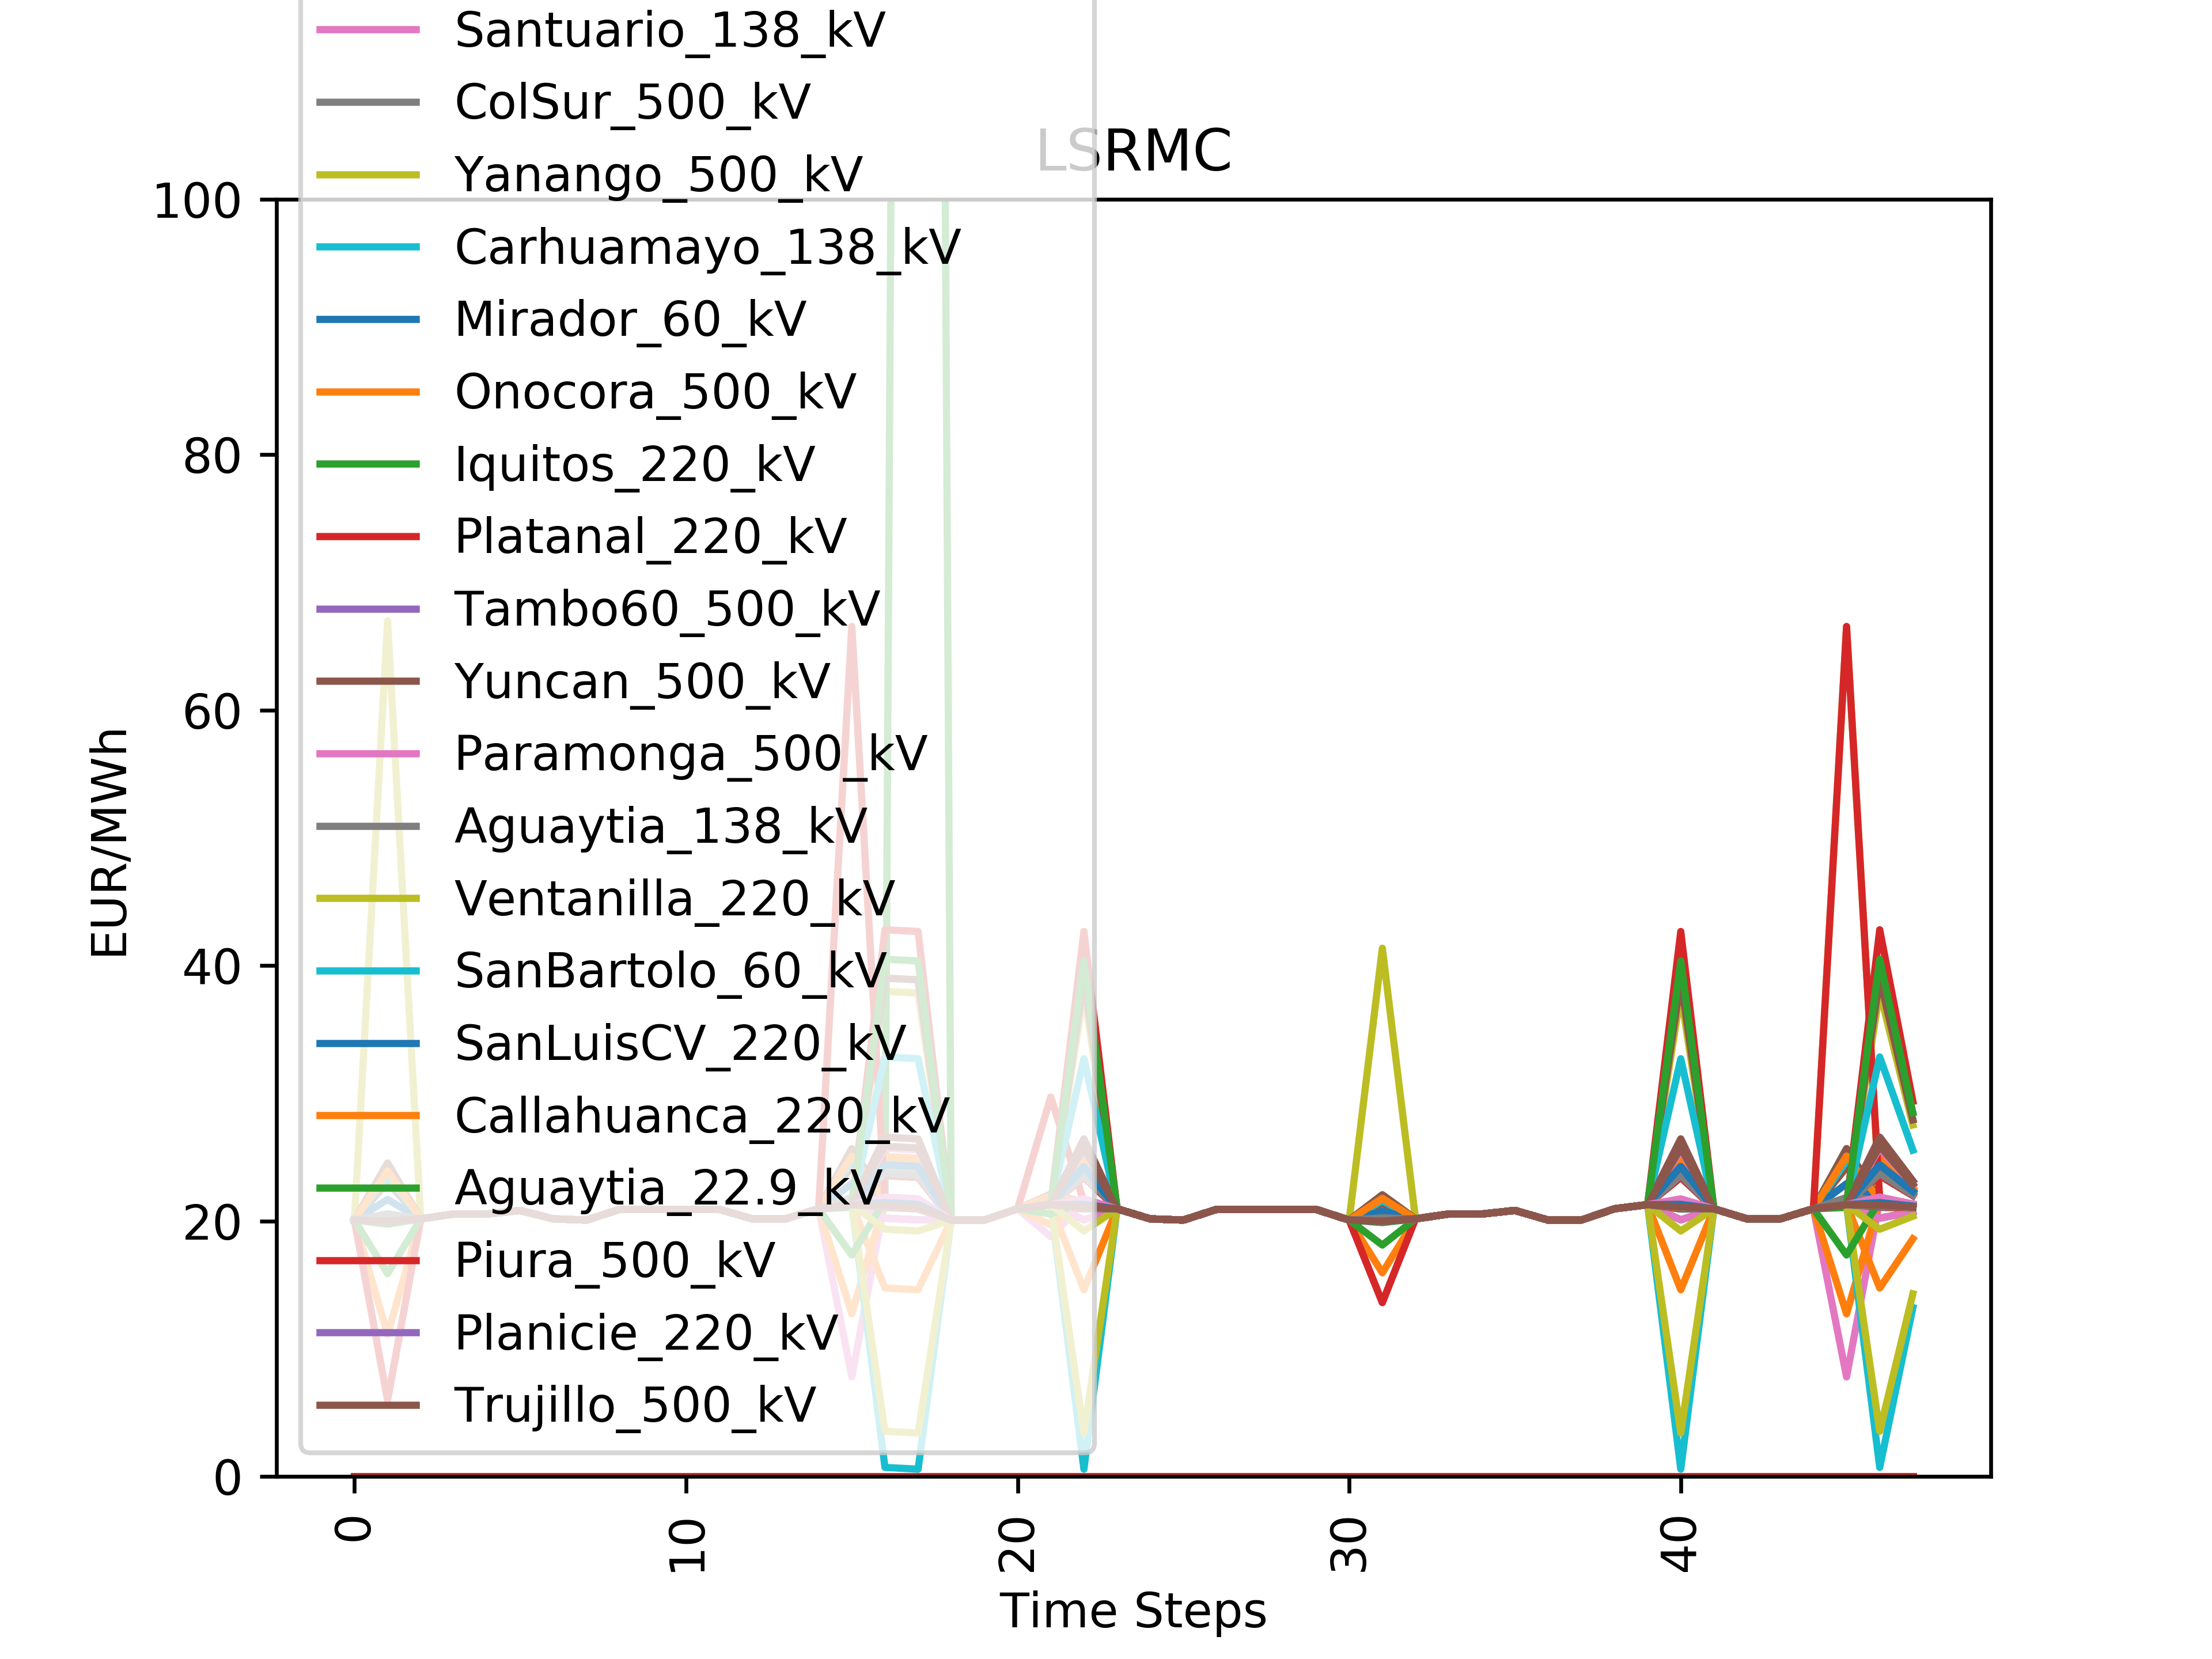 Santuario_138_kV
ColSur_500_kV
LSRMC
Yanango_500_kV
100
Carhuamayo_138_kV
Mirador_60_kV
Onocora_500_kV
80
Iquitos_220_kV
Platanal_220_kV
Tambo60_500_kV
Yuncan_500_kV
60
Paramonga_500_kV
Aguaytia_138_kV
EUR/MWh
Ventanilla_220_kV
40
SanBartolo_60_kV
SanLuisCV_220_kV
Callahuanca_220_kV
Aguaytia_22.9_kV
20
Piura_500_kV
Planicie_220_kV
Trujillo_500_kV
0
0 10 20 30 40
Time Steps